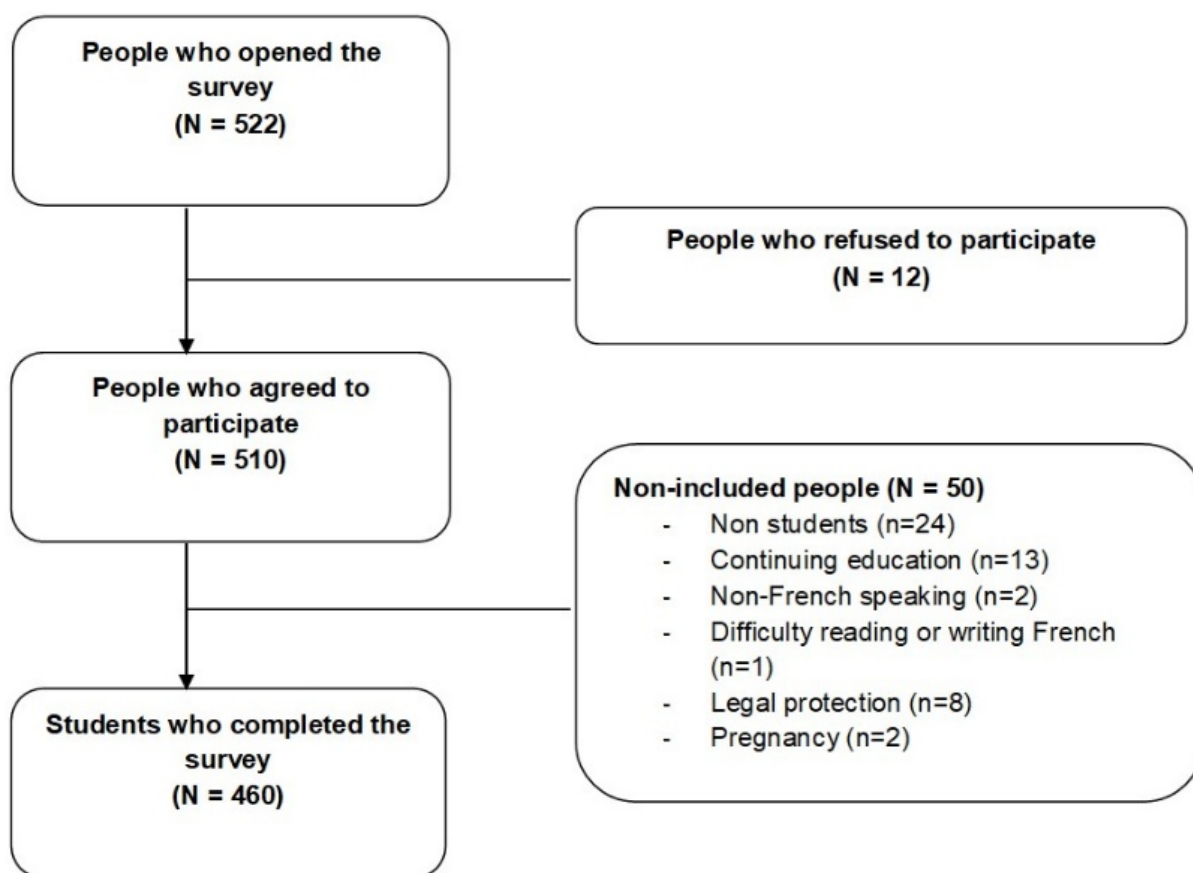 People who opened the
survey
(N = 522)
People who refused to participate
(N = 12)
People who agreed to
participate
(N = 510)
Non-included people (N = 50)
- Non students (n=24)
- Continuing education (n=13)
- Non-French speaking (n=2)
- Difficulty reading or writing French
(n=1)
- Legal protection (n=8)
- Pregnancy (n=2)
Students who completed the
survey
(N = 460)